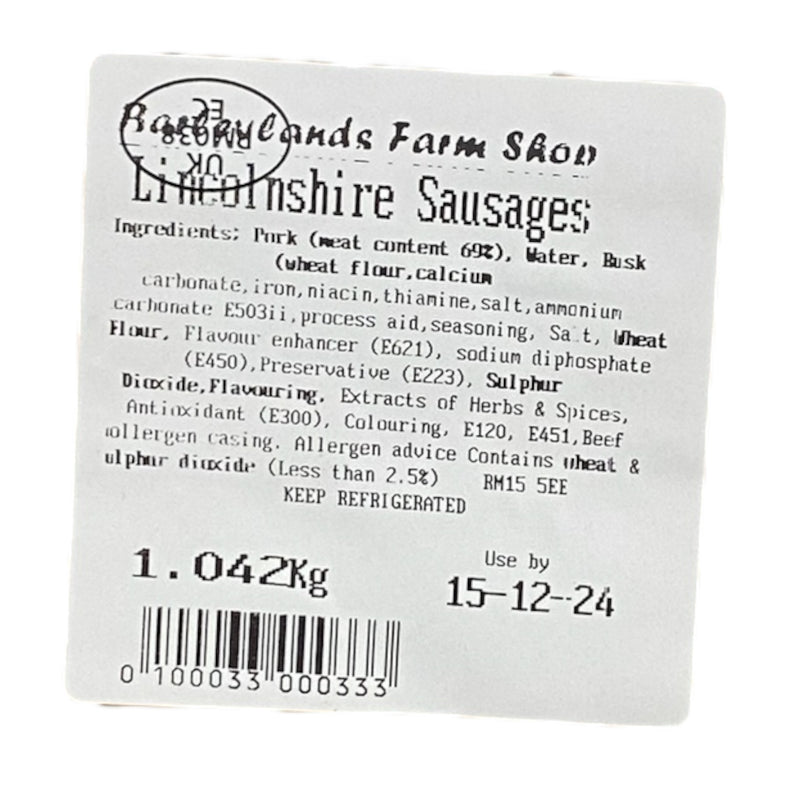 Barleylands Farm Shop
Lincolnshire Sausages
UK
RM038
EC
Ingredients; Pork (meat content 69%), Water, Rusk
(wheat flour,calcium
carbonate,iron,niacin,thiamine,salt,ammonium
carbonate E503ii,process aid,seasoning, Salt, Wheat
Flour, Flavour enhancer (E621), sodium diphosphate
(E450),Preservative (E223), Sulphur
Dioxide,Flavouring, Extracts of Herbs & Spices,
Antioxidant (E300), Colouring, E120, E451,Beef
ollergen casing. Allergen advice Contains wheat &
ulphur dioxide (Less than 2.5%) RM15 5EE
KEEP REFRIGERATED
1.042Kg
Use by
15-12-24
0 100033 000333